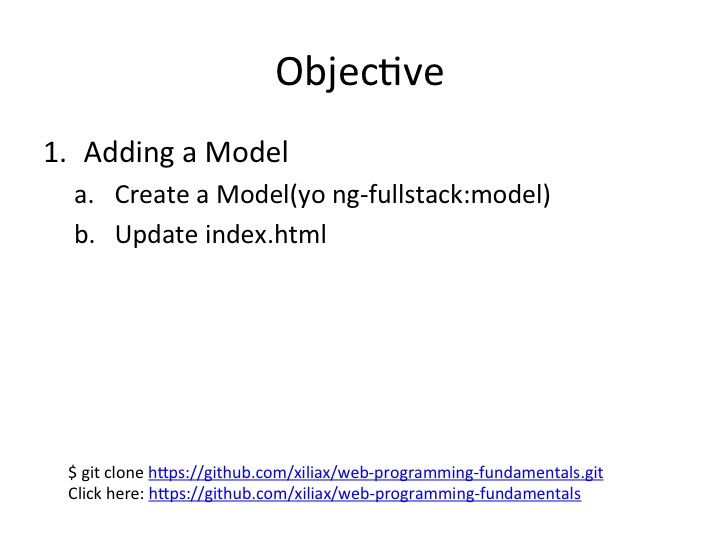 Objective
1. Adding a Model
a. Create a Model(yo ng-fullstack:model)
b. Update index.html
$ git clone https://github.com/xiliax/web-programming-fundamentals.git
Click here: https://github.com/xiliax/web-programming-fundamentals